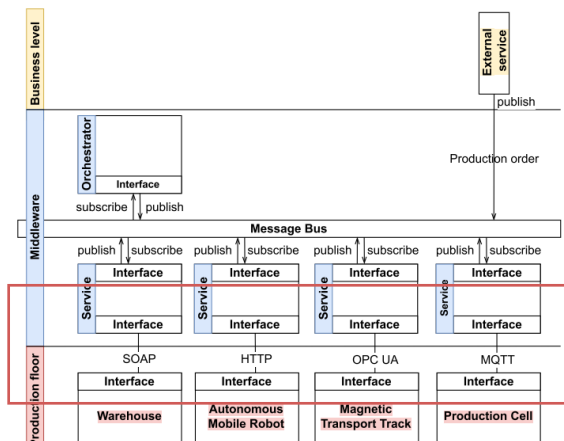 Business level
External
service
publish
Middleware
Orchestrator
Interface
subscribe
publish
Production order
Message Bus
publish
subscribe
publish
subscribe
publish
subscribe
publish
subscribe
Service
Interface
Interface
Service
Interface
Interface
Service
Interface
Interface
Service
Interface
Interface
Production floor
SOAP
HTTP
OPC UA
MQTT
Interface
Interface
Interface
Interface
Warehouse
Autonomous
Mobile Robot
Magnetic
Transport Track
Production Cell